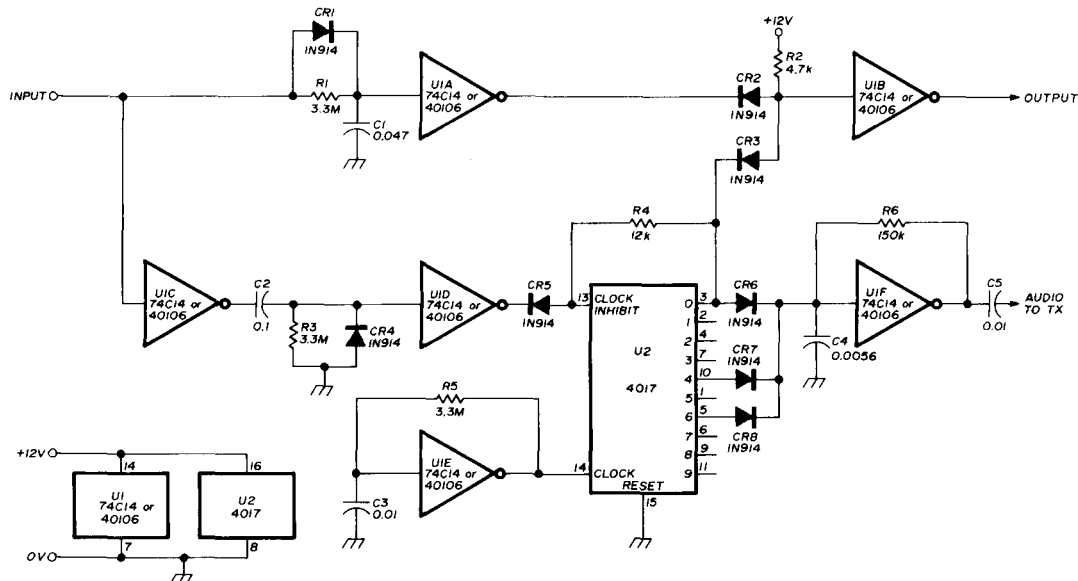 CR1
1N914
INPUT
R1
3.3M
C1
0.047
U1A
74C14 or
40106
+12V
R2
4.7k
CR2
1N914
CR3
1N914
U1B
74C14 or
40106
OUTPUT
U1C
74C14 or
40106
C2
0.1
R3
3.3M
CR4
1N914
U1D
74C14 or
40106
CR5
1N914
R4
12k
13
CLOCK
INHIBIT
U2
4017
14
CLOCK
RESET
15
0 3
1 2
2 4
3 7
4 10
5 1
6 5
7 6
8 9
9 11
CR6
1N914
CR7
1N914
CR8
1N914
R6
150k
U1F
74C14 or
40106
C4
0.0056
C5
0.01
AUDIO
TO TX
R5
3.3M
U1E
74C14 or
40106
C3
0.01
+12V
14
U1
74C14 or
40106
7
16
U2
4017
8
0V